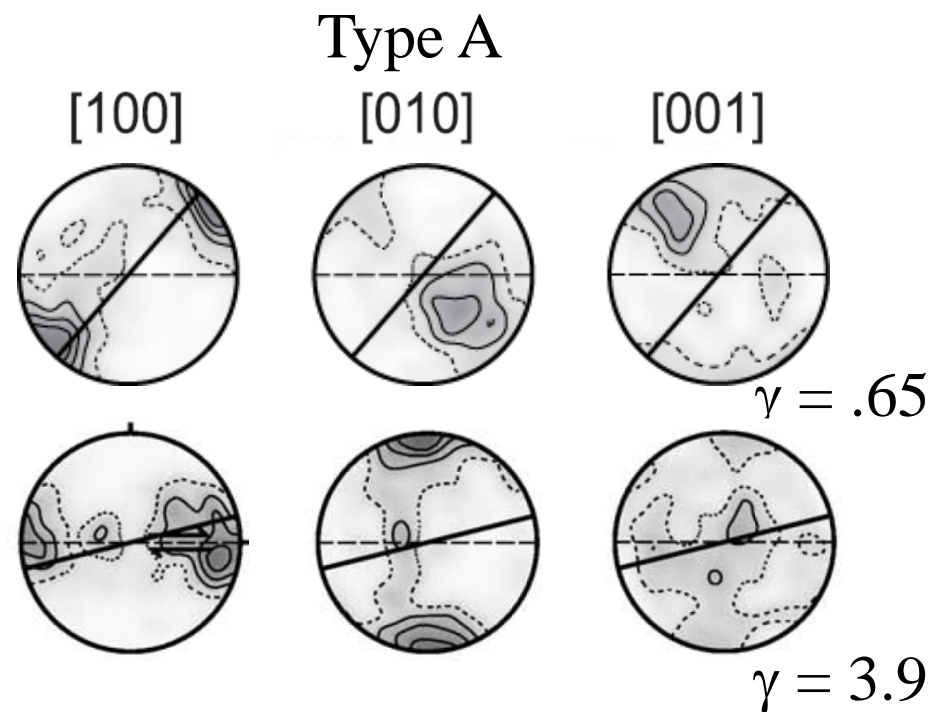 Type A
[100] [010] [001]
γ = .65
γ = 3.9